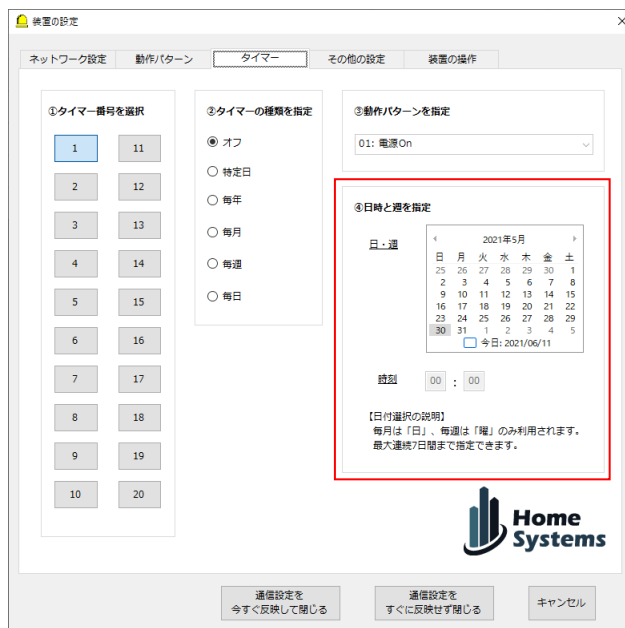 装置の設定
ネットワーク設定 動作パターン タイマー その他の設定 装置の操作
①タイマー番号を選択
1 11
2 12
3 13
4 14
5 15
6 16
7 17
8 18
9 19
10 20
②タイマーの種類を指定
オフ
特定日
毎年
毎月
毎週
毎日
③動作パターンを指定
01: 電源On
④日時と週を指定
日・週
2021年5月
日 月 火 水 木 金 土
25 26 27 28 29 30 1
2 3 4 5 6 7 8
9 10 11 12 13 14 15
16 17 18 19 20 21 22
23 24 25 26 27 28 29
30 31 1 2 3 4 5
今日: 2021/06/11
時刻 00 : 00
【日付選択の説明】
毎月は「日」、毎週は「曜」のみ利用されます。
最大連続7日間まで指定できます。
Home
Systems
通信設定を
今すぐ反映して閉じる
通信設定を
すぐに反映せず閉じる
キャンセル